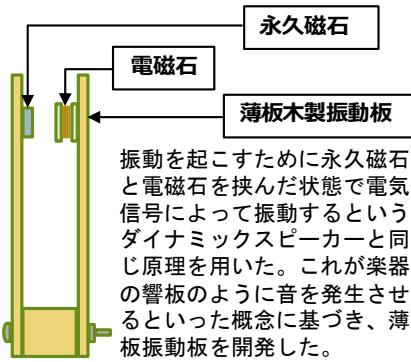 永久磁石
電磁石
薄板木製振動板
振動を起こすために永久磁石
と電磁石を挟んだ状態で電気
信号によって振動するという
ダイナミックスピーカーと同
じ原理を用いた。これが楽器
の響板のように音を発生させ
るといった概念に基づき、薄
板振動板を開発した。